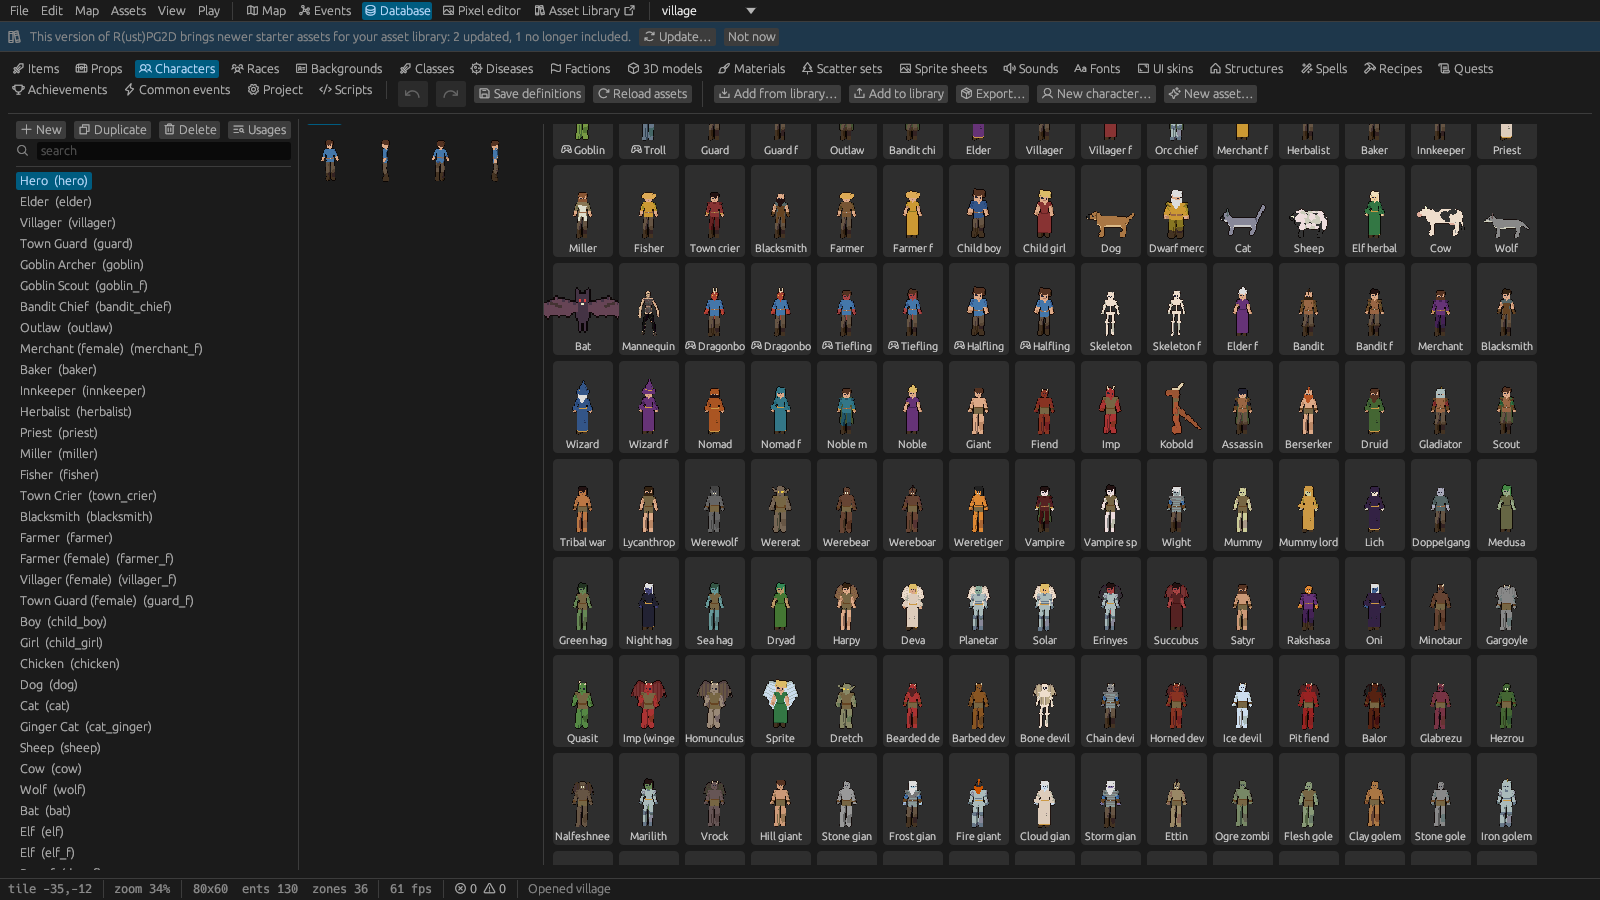 File Edit Map Assets View Play Map Events Database Pixel editor Asset Library village
This version of R(ust)PG2D brings newer starter assets for your asset library: 2 updated, 1 no longer included. Update... Not now
Items Props Characters Races Backgrounds Classes Diseases Factions 3D models Materials Scatter sets Sprite sheets Sounds Fonts UI skins Structures Spells Recipes Quests
Achievements Common events Project Scripts Save definitions Reload assets Add from library... Add to library Export... New character... New asset...
New Duplicate Delete Usages
search
Hero (hero)
Elder (elder)
Villager (villager)
Town Guard (guard)
Goblin Archer (goblin)
Goblin Scout (goblin_f)
Bandit Chief (bandit_chief)
Outlaw (outlaw)
Merchant (female) (merchant_f)
Baker (baker)
Innkeeper (innkeeper)
Herbalist (herbalist)
Priest (priest)
Miller (miller)
Fisher (fisher)
Town Crier (town_crier)
Blacksmith (blacksmith)
Farmer (farmer)
Farmer (female) (farmer_f)
Villager (female) (villager_f)
Town Guard (female) (guard_f)
Boy (child_boy)
Girl (child_girl)
Chicken (chicken)
Dog (dog)
Cat (cat)
Ginger Cat (cat_ginger)
Sheep (sheep)
Cow (cow)
Wolf (wolf)
Bat (bat)
Elf (elf)
Elf (elf_f)
Goblin Troll Guard Guard f Outlaw Bandit chi Elder Villager Villager f Orc chief Merchant f Herbalist Baker Innkeeper Priest
Miller Fisher Town crier Blacksmith Farmer Farmer f Child boy Child girl Dog Dwarf merc Cat Sheep Elf herbal Cow Wolf
Bat Mannequin Dragonbo Dragonbo Tiefling Tiefling Halfling Halfling Skeleton Skeleton f Elder f Bandit Bandit f Merchant Blacksmith
Wizard Wizard f Nomad Nomad f Noble m Noble Giant Fiend Imp Kobold Assassin Berserker Druid Gladiator Scout
Tribal war Lycanthrop Werewolf Wererat Werebear Wereboar Weretiger Vampire Vampire sp Wight Mummy Mummy lord Lich Doppelgang Medusa
Green hag Night hag Sea hag Dryad Harpy Deva Planetar Solar Erinyes Succubus Satyr Rakshasa Oni Minotaur Gargoyle
Quasit Imp (winge Homunculus Sprite Dretch Bearded de Barbed dev Bone devil Chain devi Horned dev Ice devil Pit fiend Balor Glabrezu Hezrou
Nalfeshnee Marilith Vrock Hill giant Stone gian Frost gian Fire giant Cloud gian Storm gian Ettin Ogre zombi Flesh gole Clay golem Stone gole Iron golem
tile -35,-12 zoom 34% 80x60 ents 130 zones 36 61 fps 0 0 Opened village